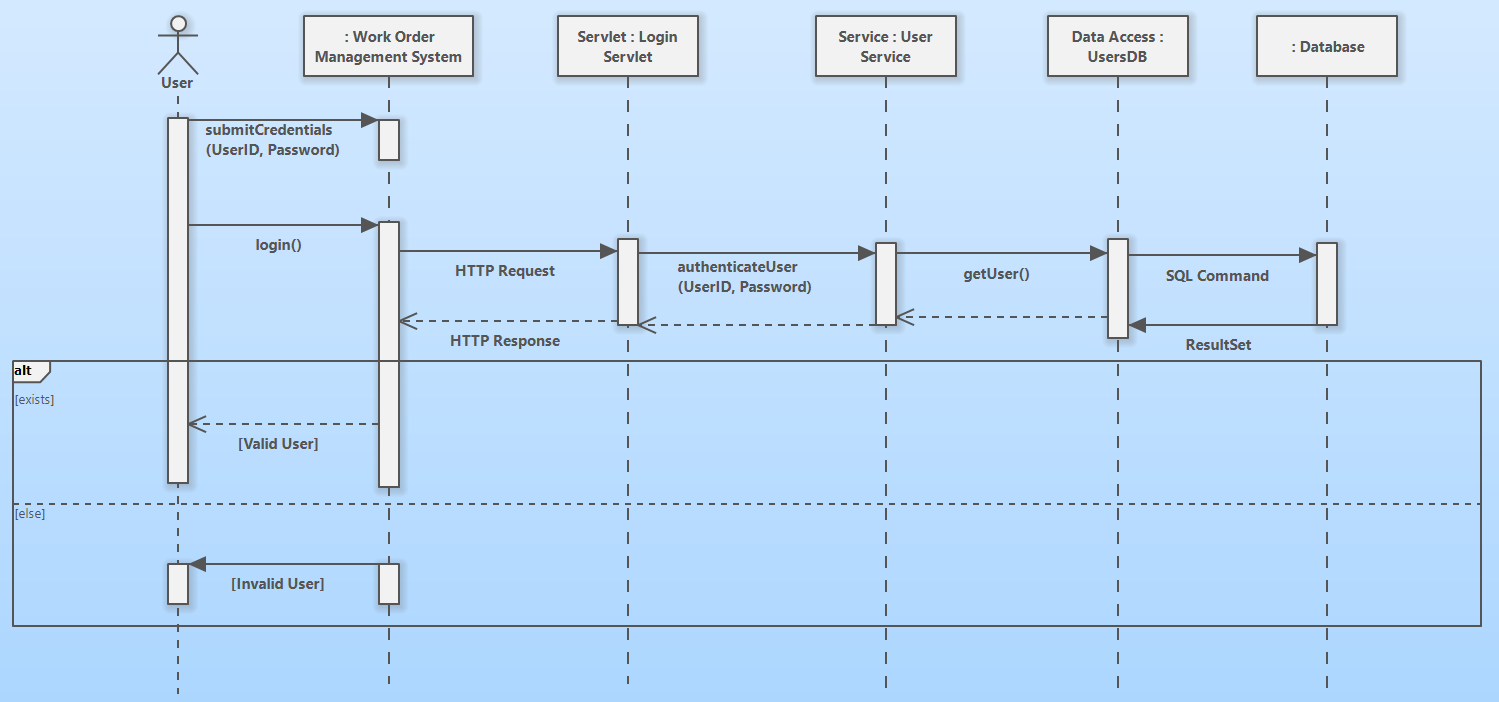 User
: Work Order
Management System
Servlet : Login
Servlet
Service : User
Service
Data Access :
UsersDB
: Database
submitCredentials
(UserID, Password)
login()
HTTP Request
authenticateUser
(UserID, Password)
getUser()
SQL Command
HTTP Response
ResultSet
alt
[exists]
[Valid User]
[else]
[Invalid User]